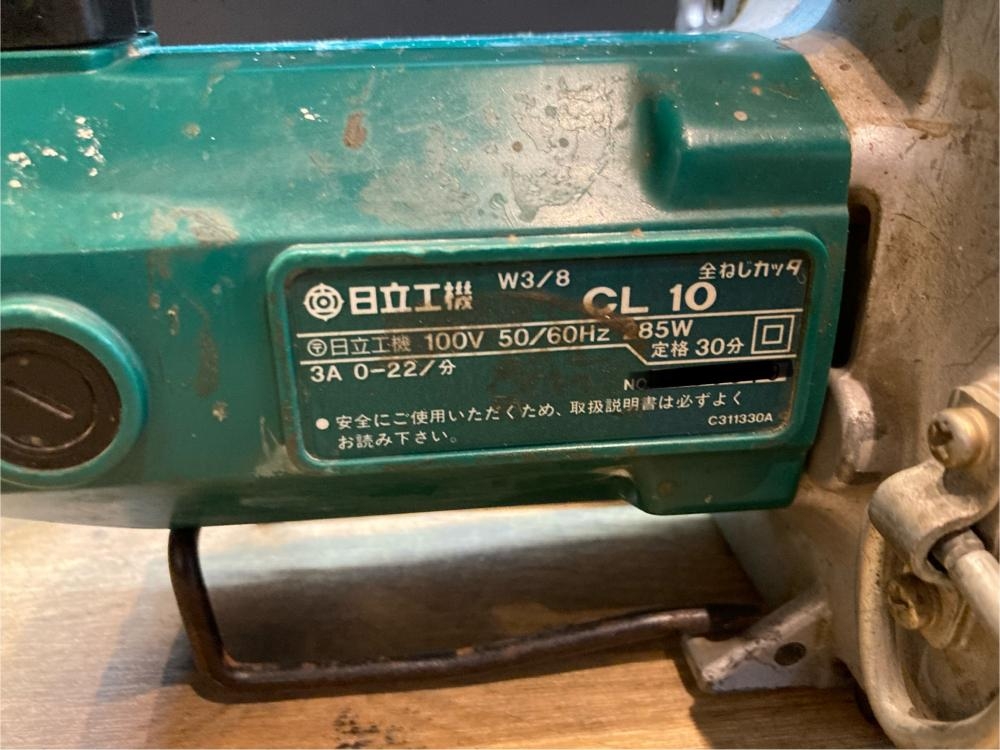 全ねじカッタ
日立工機 W3/8 CL 10
〒日立工機 100V 50/60Hz 285W
定格 30分
3A 0-22/分
NO.
● 安全にご使用いただくため、取扱説明書は必ずよく
お読み下さい。
C311330A